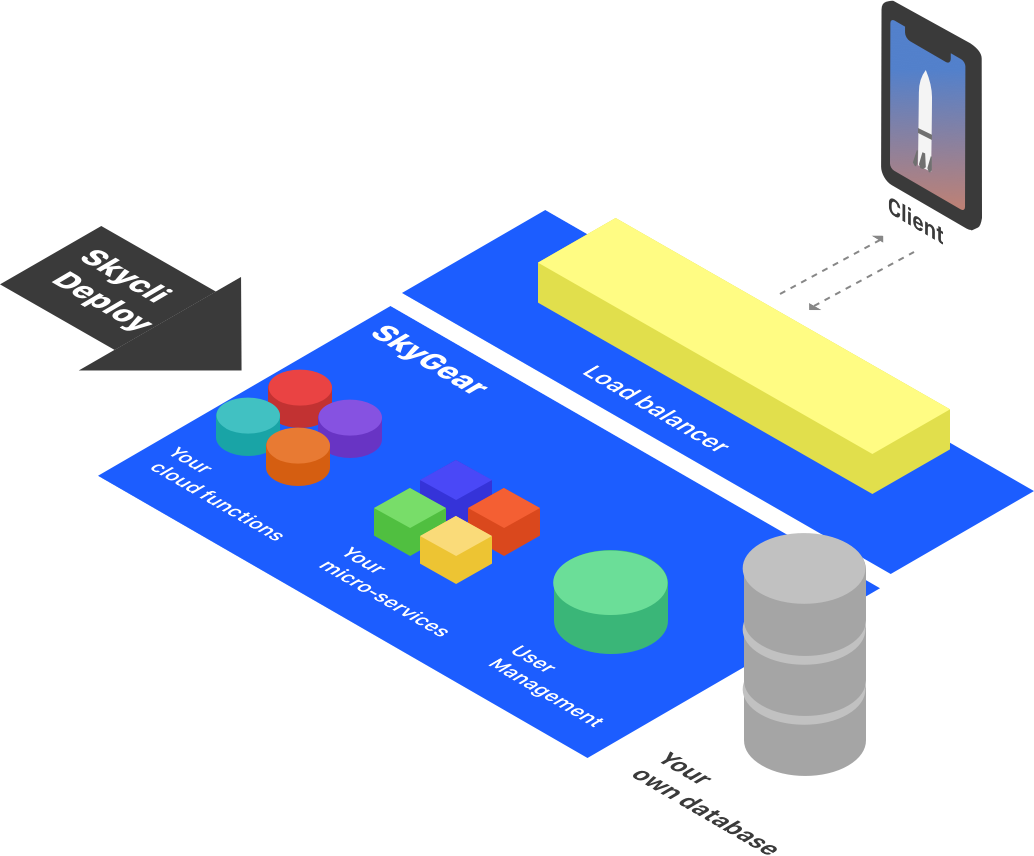 Client
Skycli
Deploy
SkyGear
Load balancer
Your
cloud functions
Your
micro-services
User
Management
Your
own database